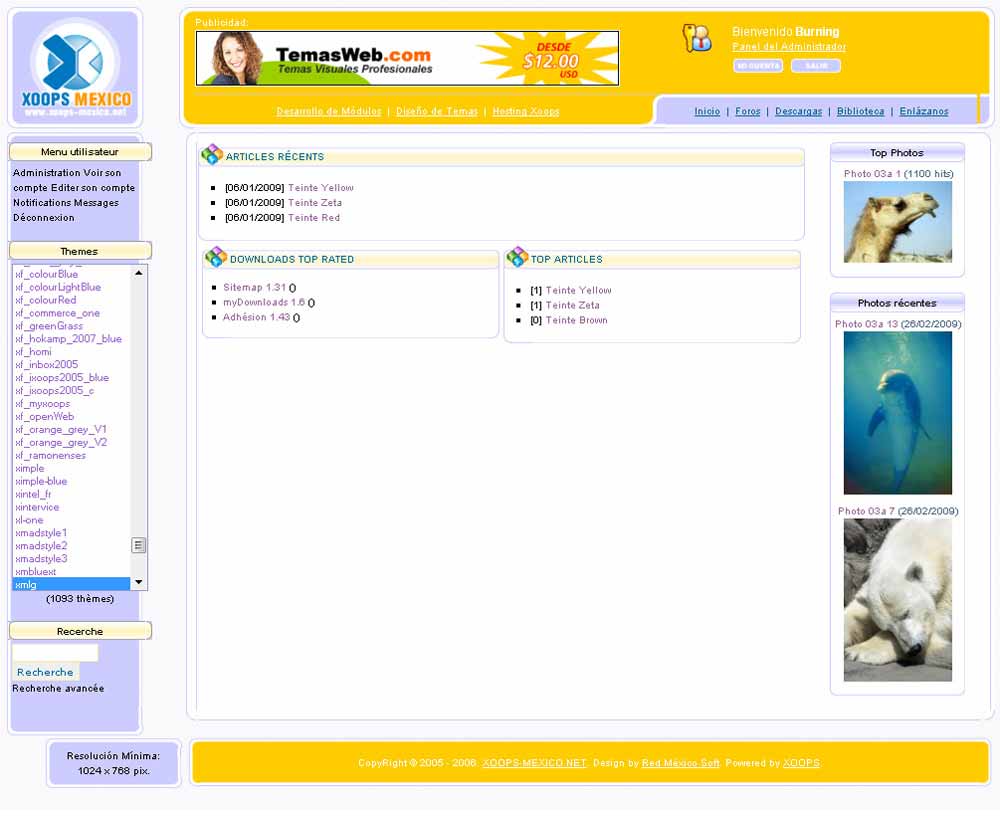 XOOPS MEXICO
www.xoops-mexico.net
Publicidad:
TemasWeb.com
Temas Visuales Profesionales
DESDE
$12.00
USD
Bienvenido Burning
Panel del Administrador
MI CUENTA SALIR
Desarrollo de Módulos | Diseño de Temas | Hosting Xoops
Inicio | Foros | Descargas | Biblioteca | Enlázanos
Menu utilisateur
Administration Voir son
compte Editer son compte
Notifications Messages
Déconnexion
Themes
xf_colourBlue
xf_colourLightBlue
xf_colourRed
xf_commerce_one
xf_greenGrass
xf_hokamp_2007_blue
xf_homi
xf_inbox2005
xf_jxoops2005_blue
xf_jxoops2005_c
xf_myxoops
xf_openWeb
xf_orange_grey_V1
xf_orange_grey_V2
xf_ramonenses
ximple
ximple-blue
xintel_fr
xintervice
xl-one
xmadstyle1
xmadstyle2
xmadstyle3
xmbluext
xmlg
(1093 thèmes)
Recerche
Recherche
Recherche avancée
ARTICLES RÉCENTS
[06/01/2009] Teinte Yellow
[06/01/2009] Teinte Zeta
[06/01/2009] Teinte Red
DOWNLOADS TOP RATED
Sitemap 1.31 ()
myDownloads 1.6 ()
Adhésion 1.43 ()
TOP ARTICLES
[1] Teinte Yellow
[1] Teinte Zeta
[0] Teinte Brown
Top Photos
Photo 03a 1 (1100 hits)
Photos récentes
Photo 03a 13 (26/02/2009)
Photo 03a 7 (26/02/2009)
Resolución Mínima:
1024 x 768 pix.
CopyRight © 2005 - 2006: XOOPS-MEXICO.NET. Design by Red México Soft. Powered by XOOPS